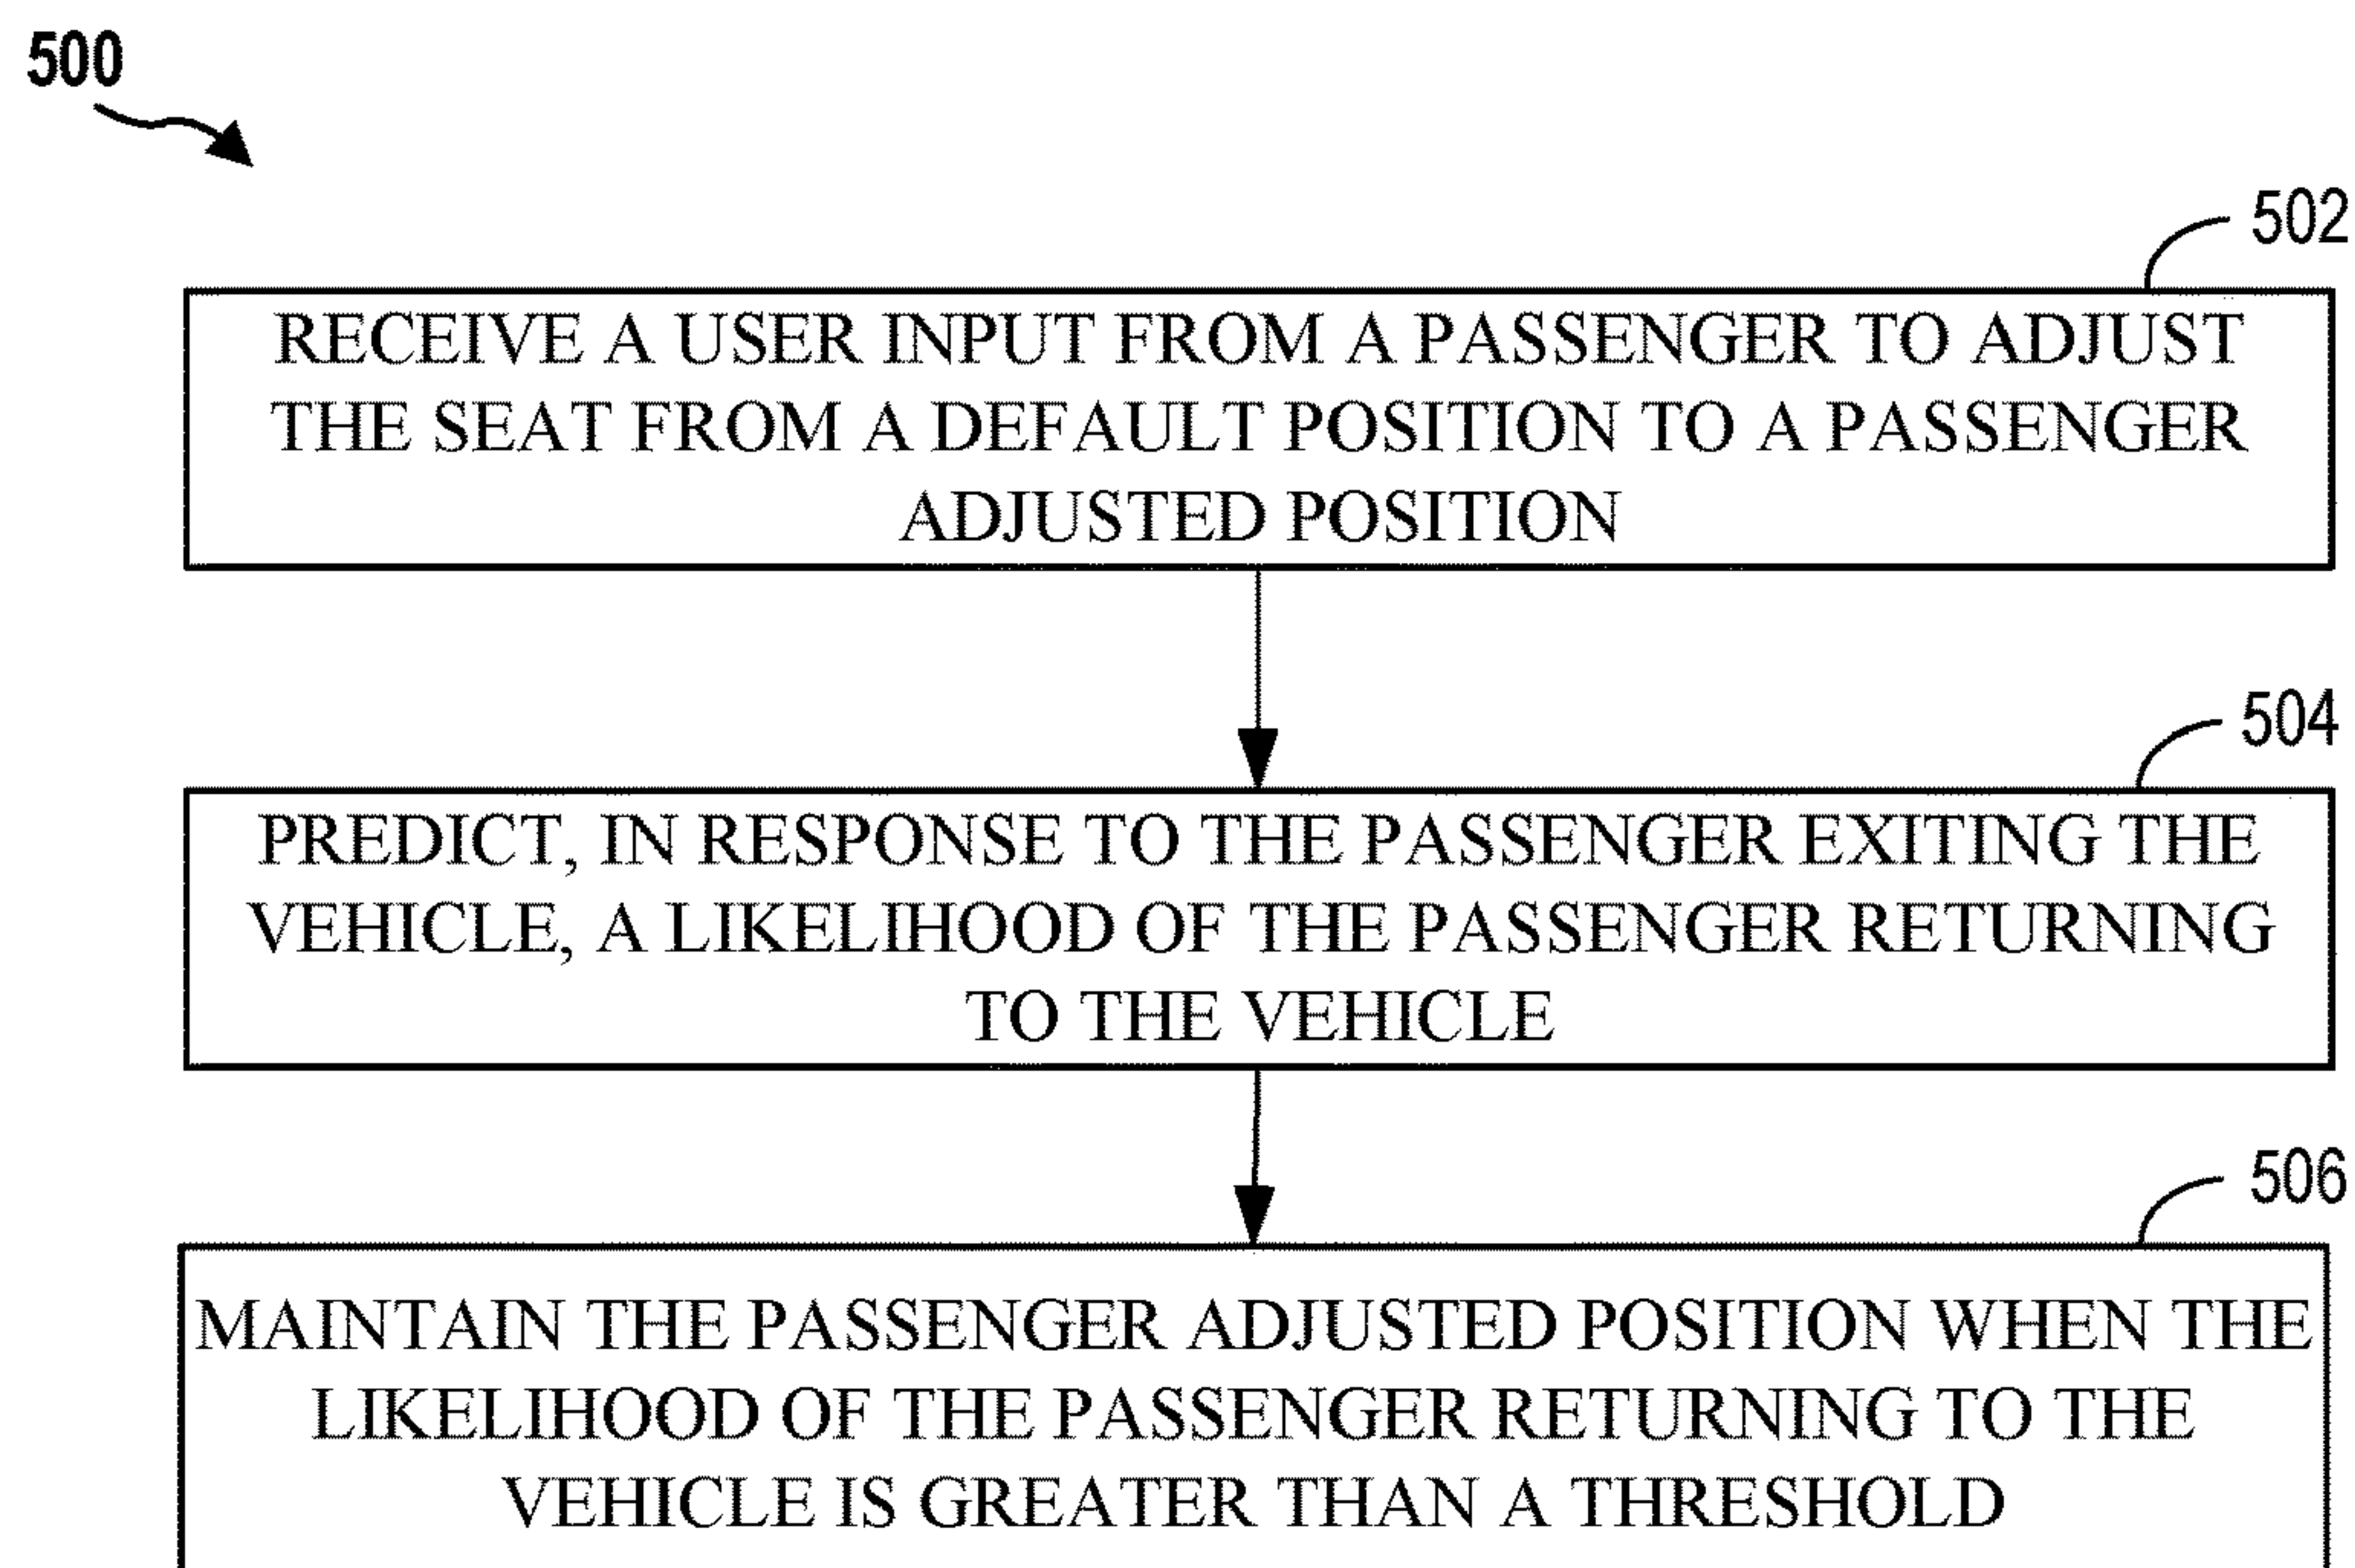 500
502
RECEIVE A USER INPUT FROM A PASSENGER TO ADJUST
THE SEAT FROM A DEFAULT POSITION TO A PASSENGER
ADJUSTED POSITION
504
PREDICT, IN RESPONSE TO THE PASSENGER EXITING THE
VEHICLE, A LIKELIHOOD OF THE PASSENGER RETURNING
TO THE VEHICLE
506
MAINTAIN THE PASSENGER ADJUSTED POSITION WHEN THE
LIKELIHOOD OF THE PASSENGER RETURNING TO THE
VEHICLE IS GREATER THAN A THRESHOLD